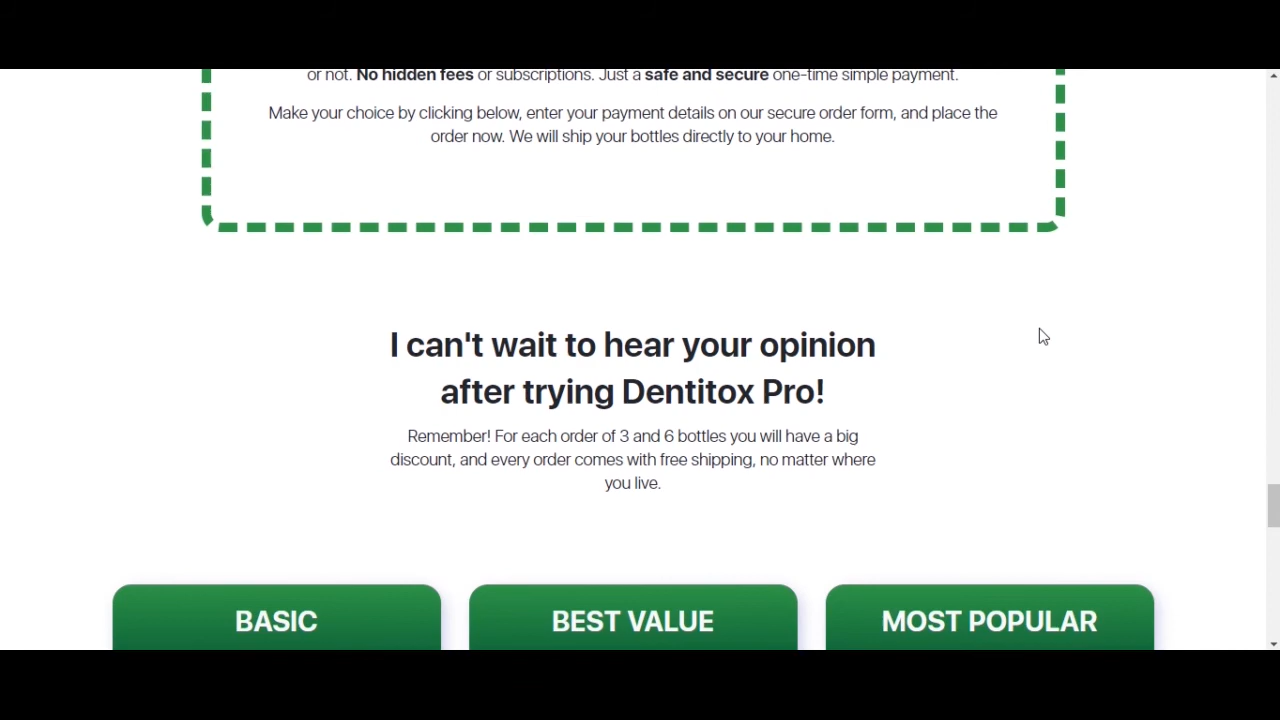 or not. No hidden fees or subscriptions. Just a safe and secure one-time simple payment.
Make your choice by clicking below, enter your payment details on our secure order form, and place the
order now. We will ship your bottles directly to your home.
I can't wait to hear your opinion
after trying Dentitox Pro!
Remember! For each order of 3 and 6 bottles you will have a big
discount, and every order comes with free shipping, no matter where
you live.
BASIC
BEST VALUE
MOST POPULAR